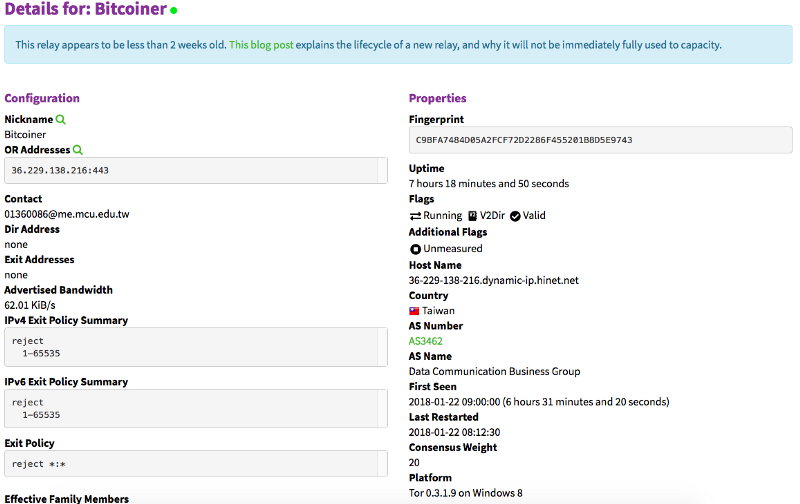 Details for: Bitcoiner
This relay appears to be less than 2 weeks old. This blog post explains the lifecycle of a new relay, and why it will not be immediately fully used to capacity.
Configuration
Nickname
Bitcoiner
OR Addresses
36.229.138.216:443
Contact
01360086@me.mcu.edu.tw
Dir Address
none
Exit Addresses
none
Advertised Bandwidth
62.01 KiB/s
IPv4 Exit Policy Summary
reject
1-65535
IPv6 Exit Policy Summary
reject
1-65535
Exit Policy
reject *:*
Effective Family Members
Properties
Fingerprint
C9BFA7484D05A2FCF72D2286F455201B8D5E9743
Uptime
7 hours 18 minutes and 50 seconds
Flags
Running V2Dir Valid
Additional Flags
Unmeasured
Host Name
36-229-138-216.dynamic-ip.hinet.net
Country
Taiwan
AS Number
AS3462
AS Name
Data Communication Business Group
First Seen
2018-01-22 09:00:00 (6 hours 31 minutes and 20 seconds)
Last Restarted
2018-01-22 08:12:30
Consensus Weight
20
Platform
Tor 0.3.1.9 on Windows 8